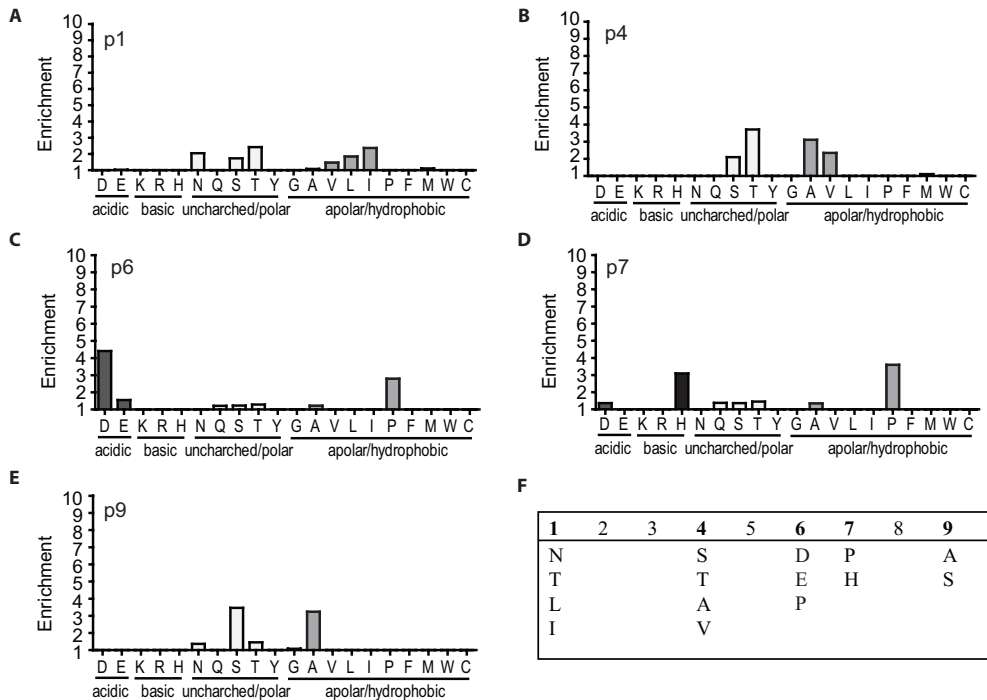 A
p1
Enrichment
10
9
8
7
6
5
4
3
2
1
D E K R H N Q S T Y G A V L I P F M W C
acidic basic uncharched/polar apolar/hydrophobic
B
p4
Enrichment
10
9
8
7
6
5
4
3
2
1
D E K R H N Q S T Y G A V L I P F M W C
acidic basic uncharched/polar apolar/hydrophobic
C
p6
Enrichment
10
9
8
7
6
5
4
3
2
1
D E K R H N Q S T Y G A V L I P F M W C
acidic basic uncharched/polar apolar/hydrophobic
D
p7
Enrichment
10
9
8
7
6
5
4
3
2
1
D E K R H N Q S T Y G A V L I P F M W C
acidic basic uncharched/polar apolar/hydrophobic
E
p9
Enrichment
10
9
8
7
6
5
4
3
2
1
D E K R H N Q S T Y G A V L I P F M W C
acidic basic uncharched/polar apolar/hydrophobic
F
1 2 3 4 5 6 7 8 9
N S D P A
T T E H S
L A P
I V